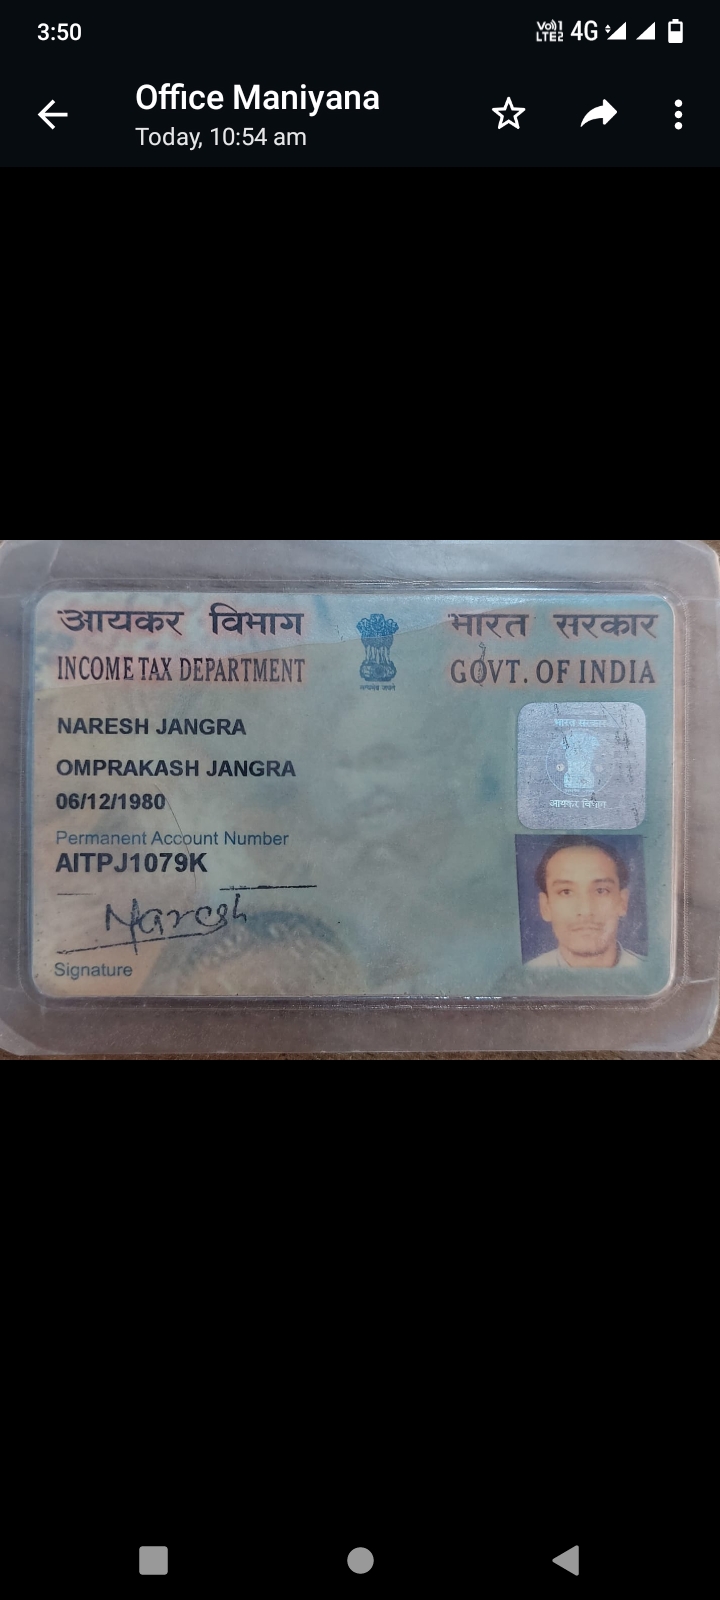 3:50
Vo)) 1 LTE2 4G
Office Maniyana
Today, 10:54 am
आयकर विभाग
INCOME TAX DEPARTMENT
सत्यमेव जयते
भारत सरकार
GOVT. OF INDIA
NARESH JANGRA
OMPRAKASH JANGRA
06/12/1980
Permanent Account Number
AITPJ1079K
Naresh
Signature
भारत सरकार
आयकर विभाग